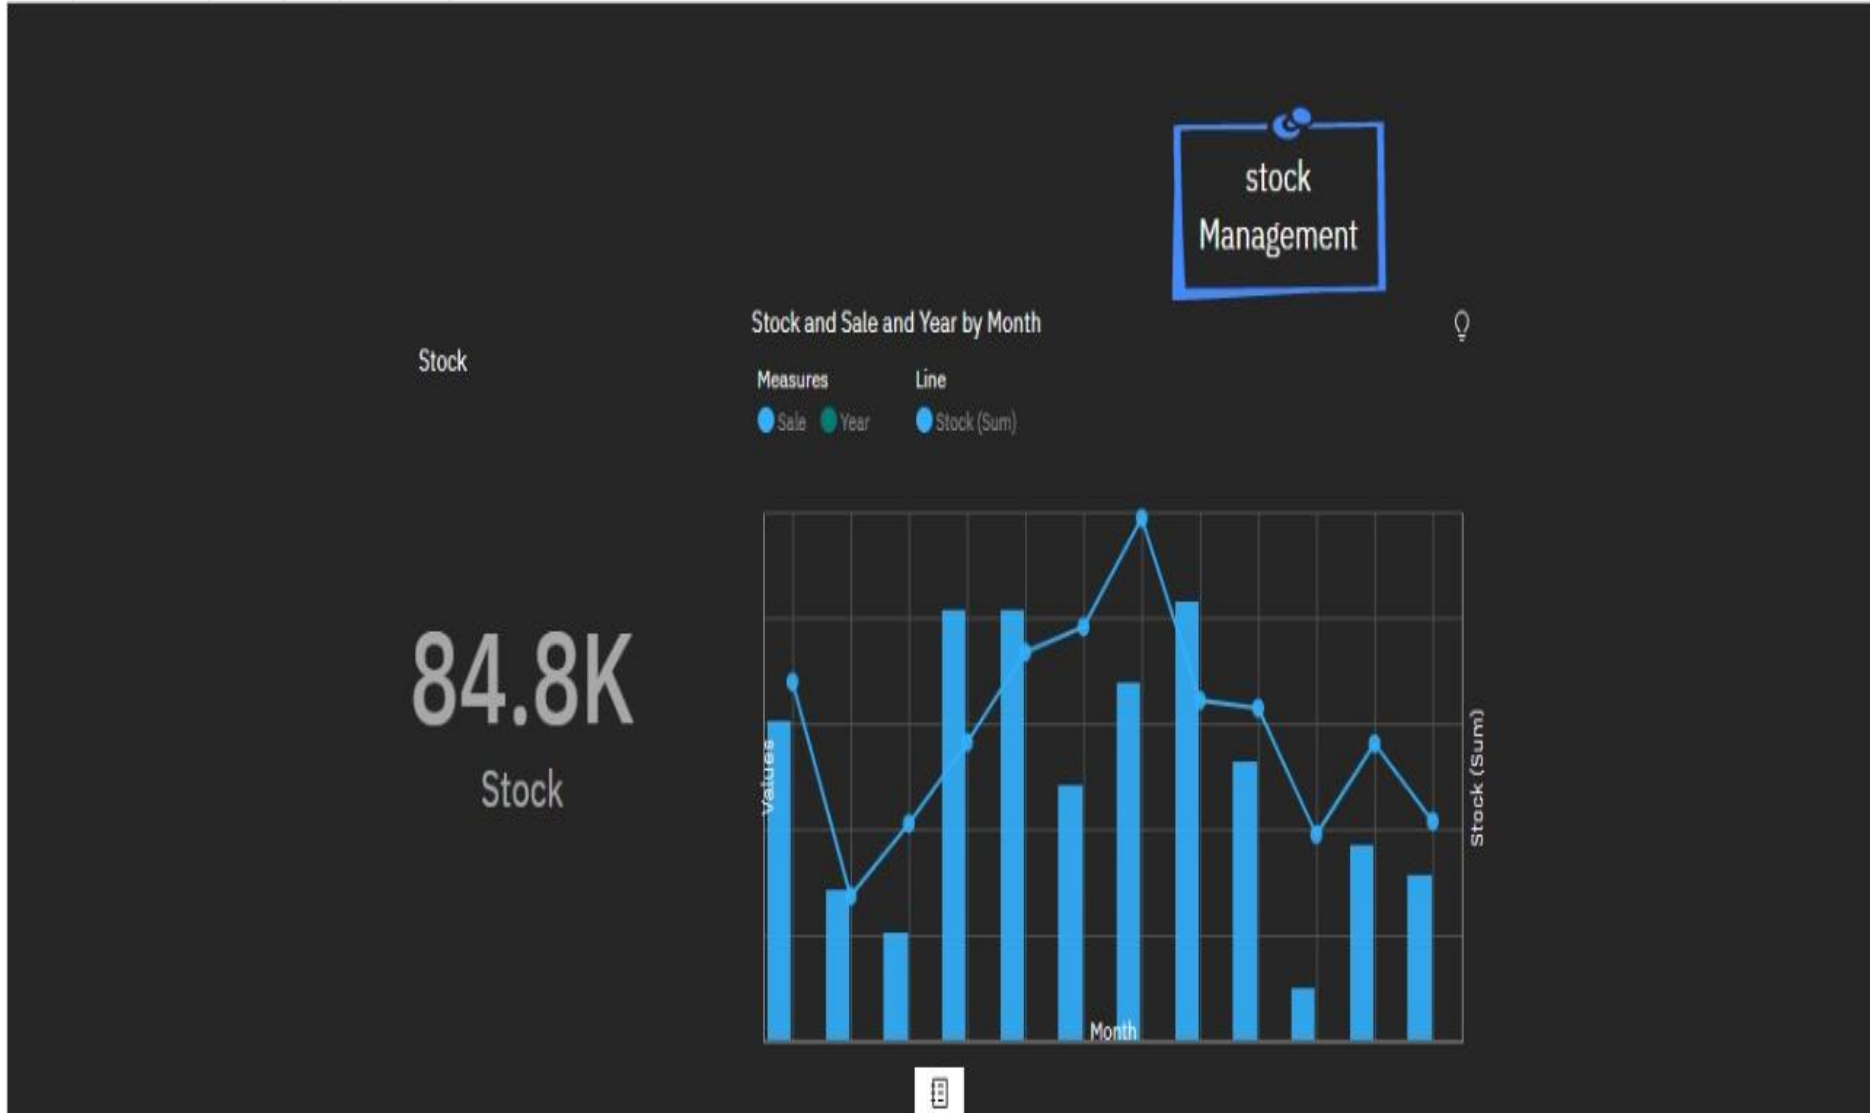 stock
Management
Stock and Sale and Year by Month
Stock
Measures
Line
Sale
Year
Stock (Sum)
84.8K
Stock
Values
Stock (Sum)
Month